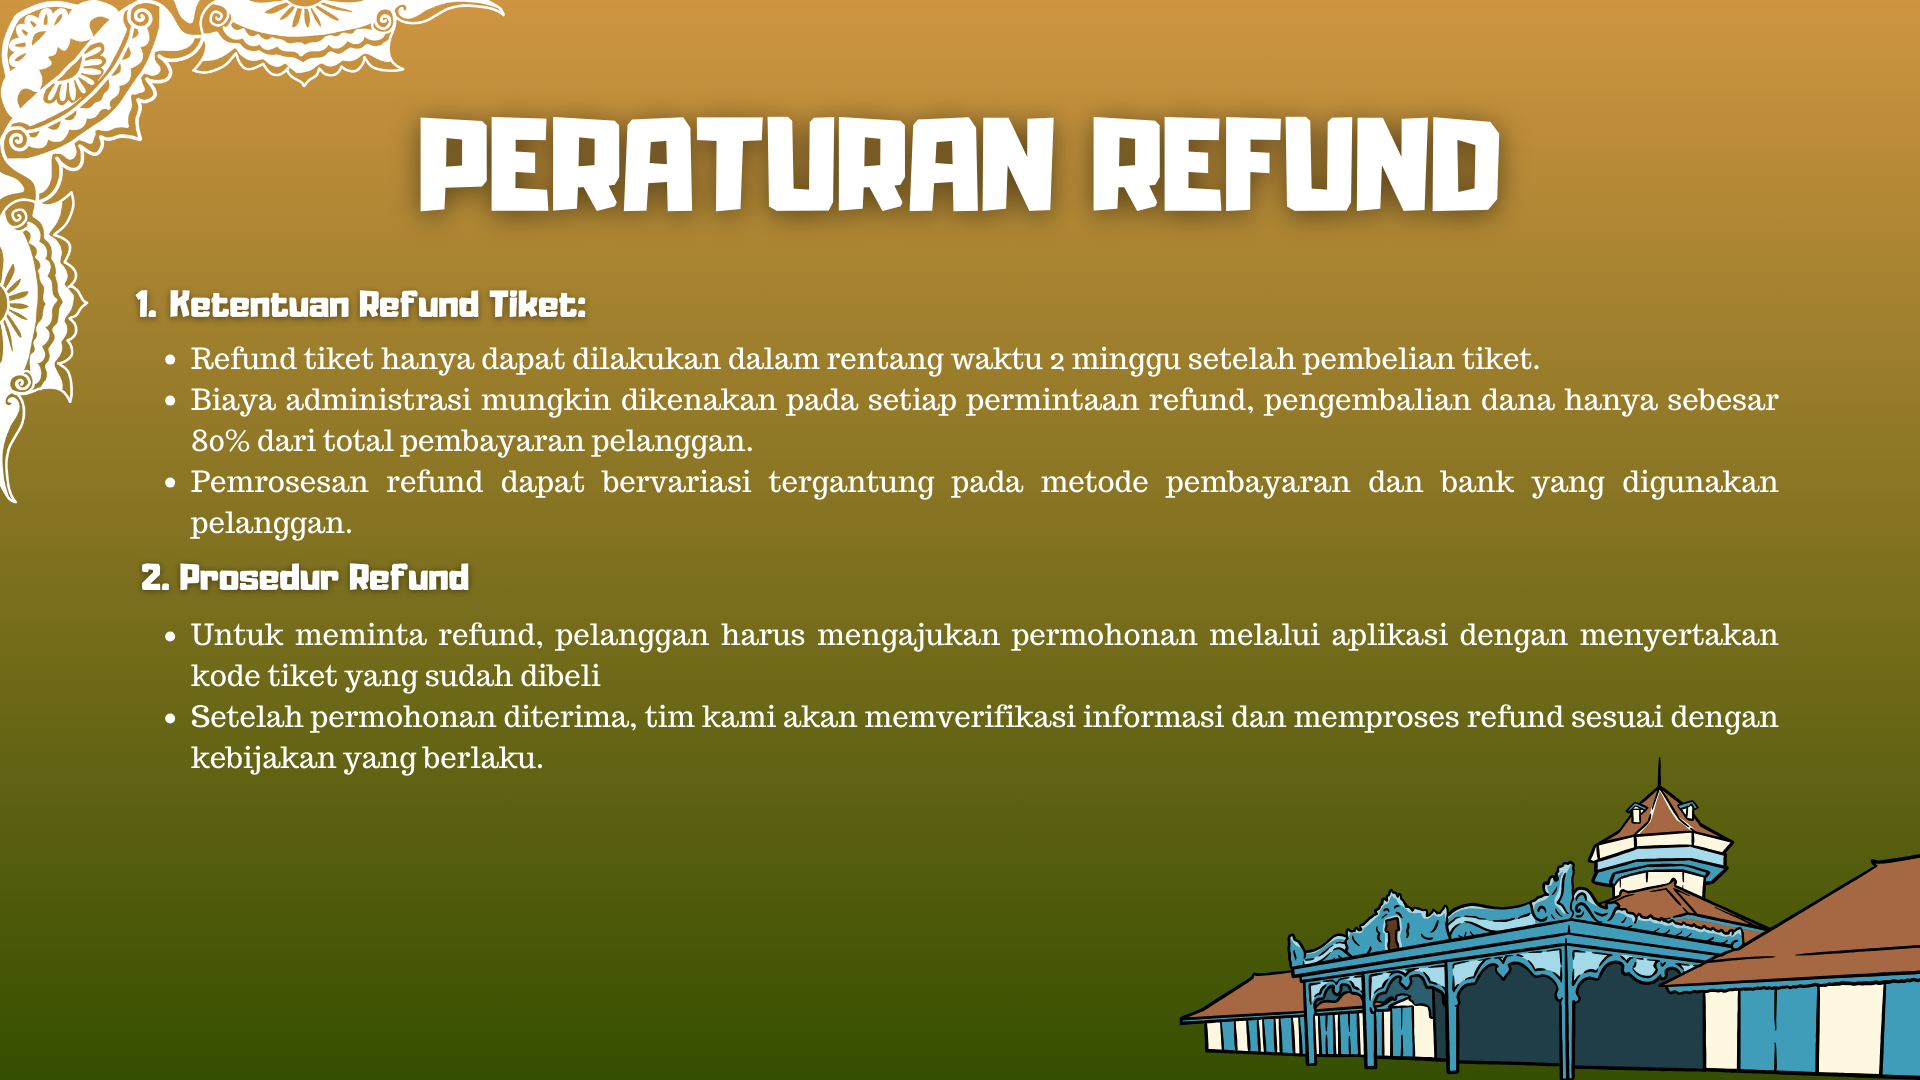 PERATURAN REFUND
1. Ketentuan Refund Tiket:
• Refund tiket hanya dapat dilakukan dalam rentang waktu 2 minggu setelah pembelian tiket.
• Biaya administrasi mungkin dikenakan pada setiap permintaan refund, pengembalian dana hanya sebesar
80% dari total pembayaran pelanggan.
• Pemrosesan refund dapat bervariasi tergantung pada metode pembayaran dan bank yang digunakan
pelanggan.
2. Prosedur Refund
• Untuk meminta refund, pelanggan harus mengajukan permohonan melalui aplikasi dengan menyertakan
kode tiket yang sudah dibeli
• Setelah permohonan diterima, tim kami akan memverifikasi informasi dan memproses refund sesuai dengan
kebijakan yang berlaku.